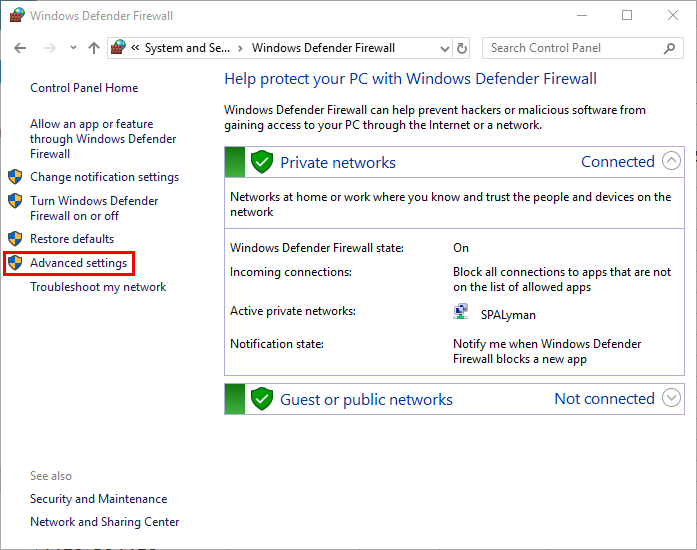 Windows Defender Firewall
« System and Se... > Windows Defender Firewall
Search Control Panel
Control Panel Home
Allow an app or feature
through Windows Defender
Firewall
Change notification settings
Turn Windows Defender
Firewall on or off
Restore defaults
Advanced settings
Troubleshoot my network
See also
Security and Maintenance
Network and Sharing Center
Help protect your PC with Windows Defender Firewall
Windows Defender Firewall can help prevent hackers or malicious software from
gaining access to your PC through the Internet or a network.
Private networks Connected
Networks at home or work where you know and trust the people and devices on the
network
Windows Defender Firewall state: On
Incoming connections: Block all connections to apps that are not
on the list of allowed apps
Active private networks: SPALyman
Notification state: Notify me when Windows Defender
Firewall blocks a new app
Guest or public networks Not connected